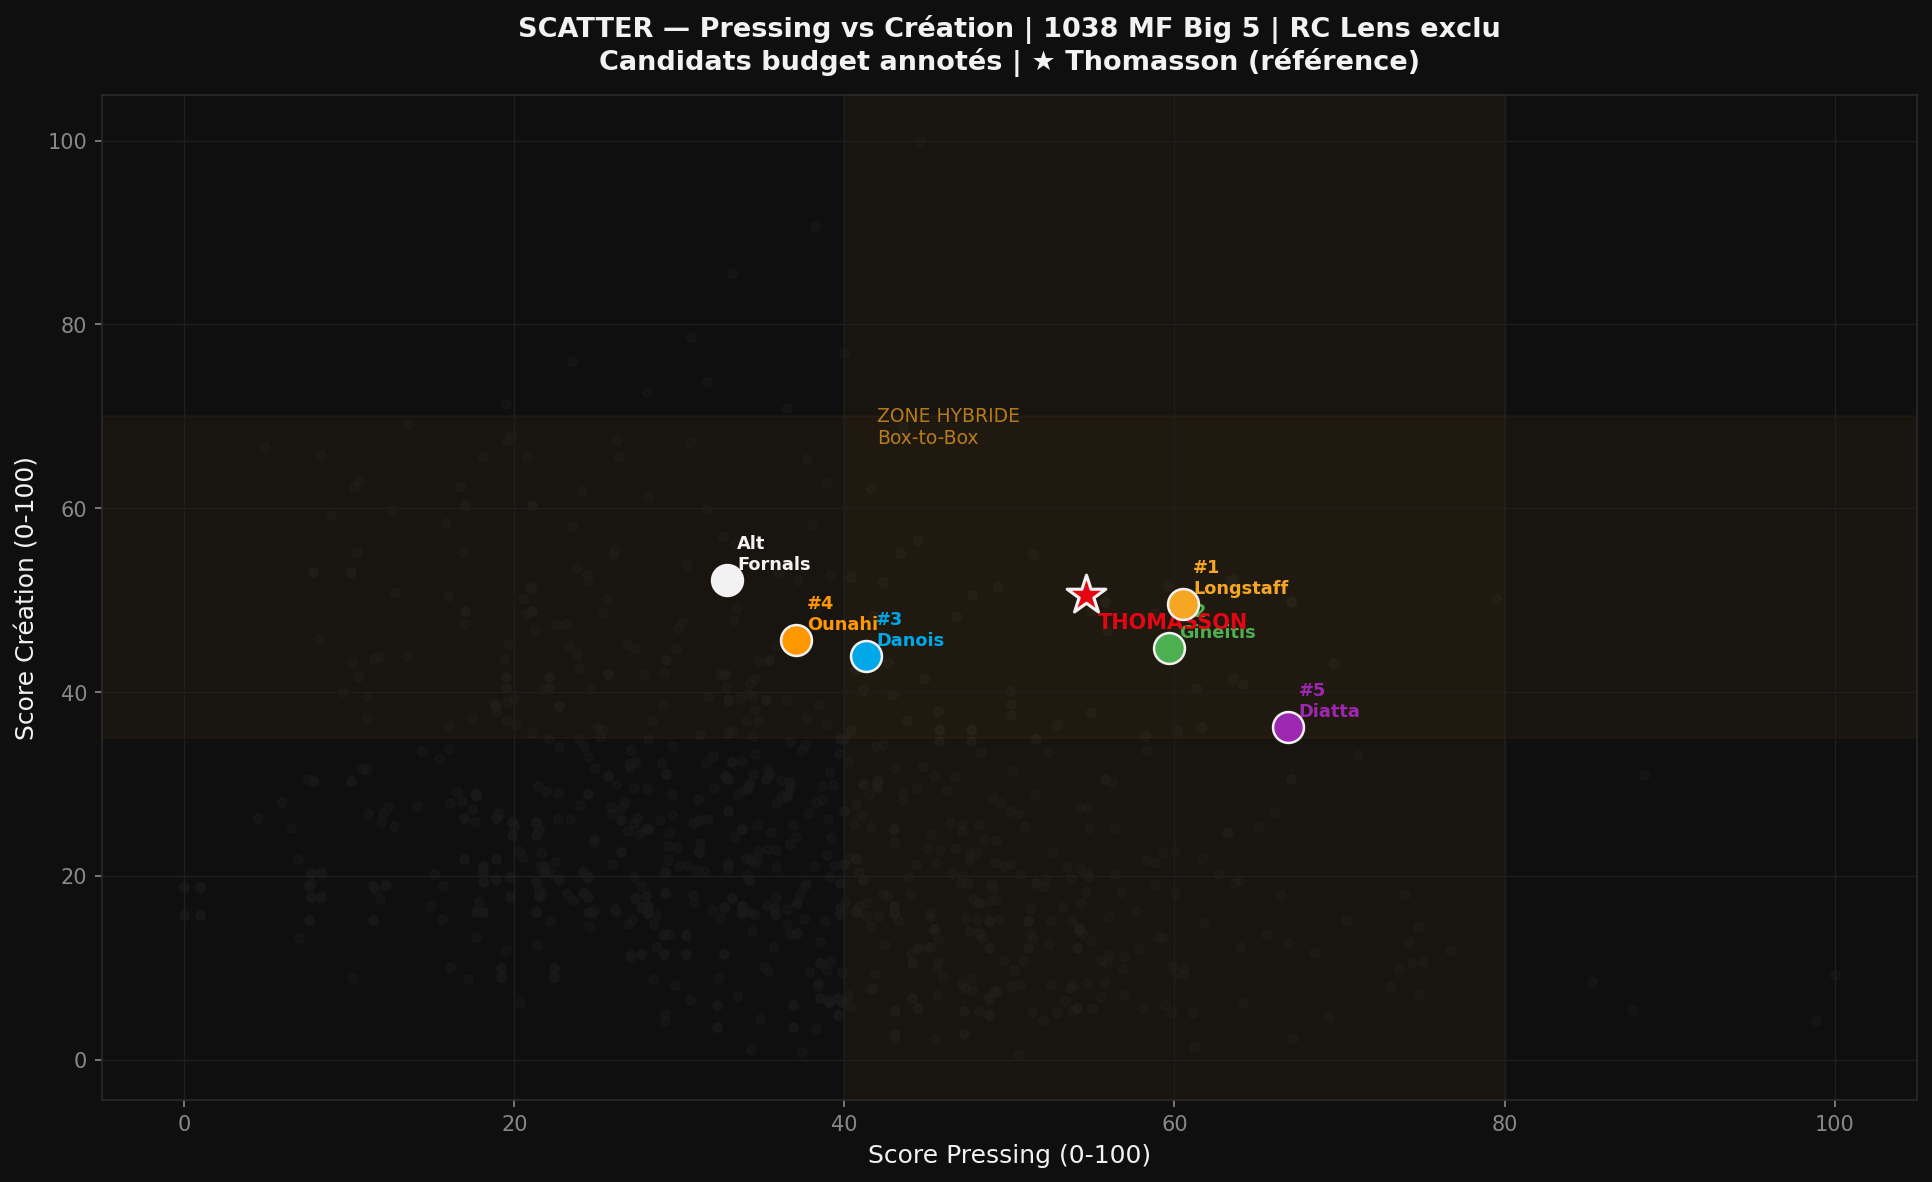 SCATTER — Pressing vs Création | 1038 MF Big 5 | RC Lens exclu
Candidats budget annotés | ★ Thomasson (référence)
100
80
60
40
20
0
Score Création (0-100)
ZONE HYBRIDE
Box-to-Box
Alt
Fornals
#4
Ounahi
#3
Danois
#1
Longstaff
THOMASSON
Gineitis
#5
Diatta
0
20
40
60
80
100
Score Pressing (0-100)